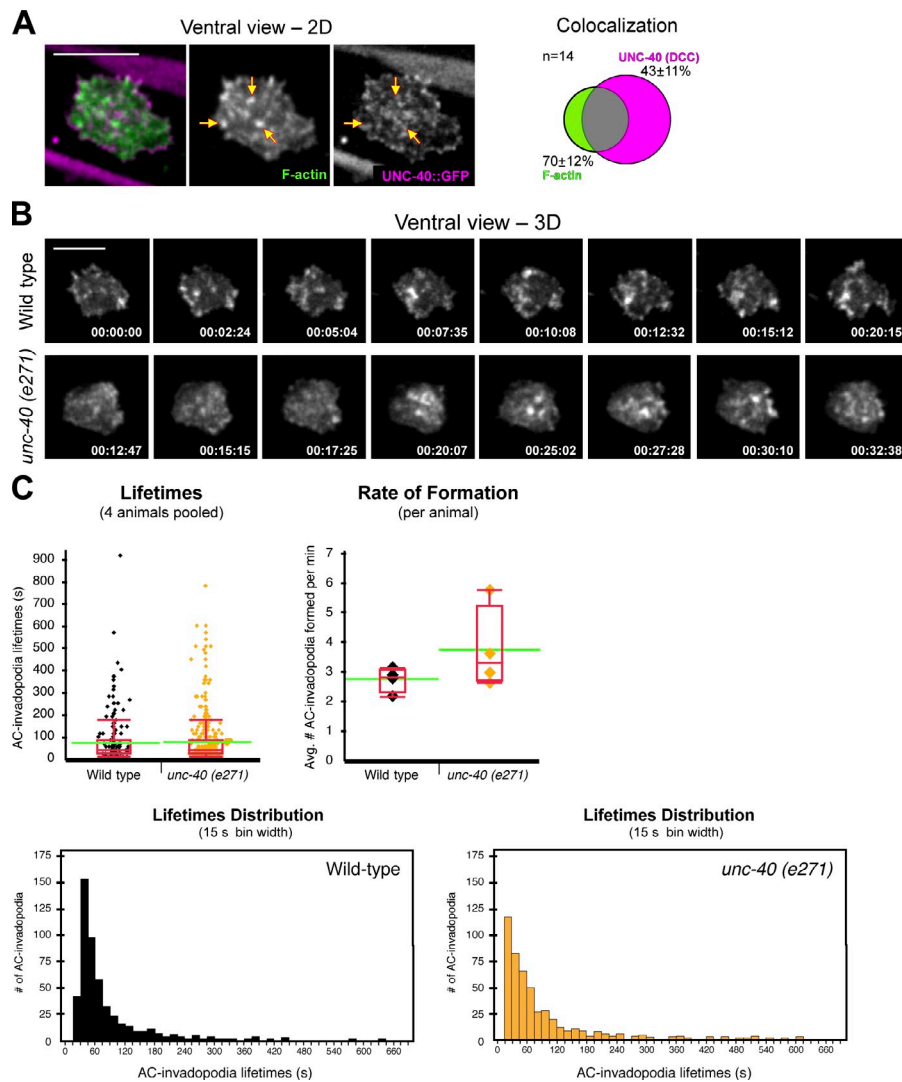 A
Ventral view – 2D
Colocalization
F-actin
UNC-40::GFP
n=14
UNC-40 (DCC)
43±11%
70±12%
F-actin
B
Ventral view – 3D
Wild type
00:00:00 00:02:24 00:05:04 00:07:35 00:10:08 00:12:32 00:15:12 00:20:15
unc-40 (e271)
00:12:47 00:15:15 00:17:25 00:20:07 00:25:02 00:27:28 00:30:10 00:32:38
C
Lifetimes
(4 animals pooled)
AC-invadopodia lifetimes (s)
900
800
700
600
500
400
300
200
100
0
Wild type unc-40 (e271)
Rate of Formation
(per animal)
Avg. # AC-invadopodia formed per min
7
6
5
4
3
2
1
0
Wild type unc-40 (e271)
Lifetimes Distribution
(15 s bin width)
Wild-type
# of AC-invadopodia
175
150
125
100
75
50
25
0
0 60 120 180 240 300 360 420 480 540 600 660
AC-invadopodia lifetimes (s)
Lifetimes Distribution
(15 s bin width)
unc-40 (e271)
# of AC-invadopodia
175
150
125
100
75
50
25
0
0 60 120 180 240 300 360 420 480 540 600 660
AC-invadopodia lifetimes (s)